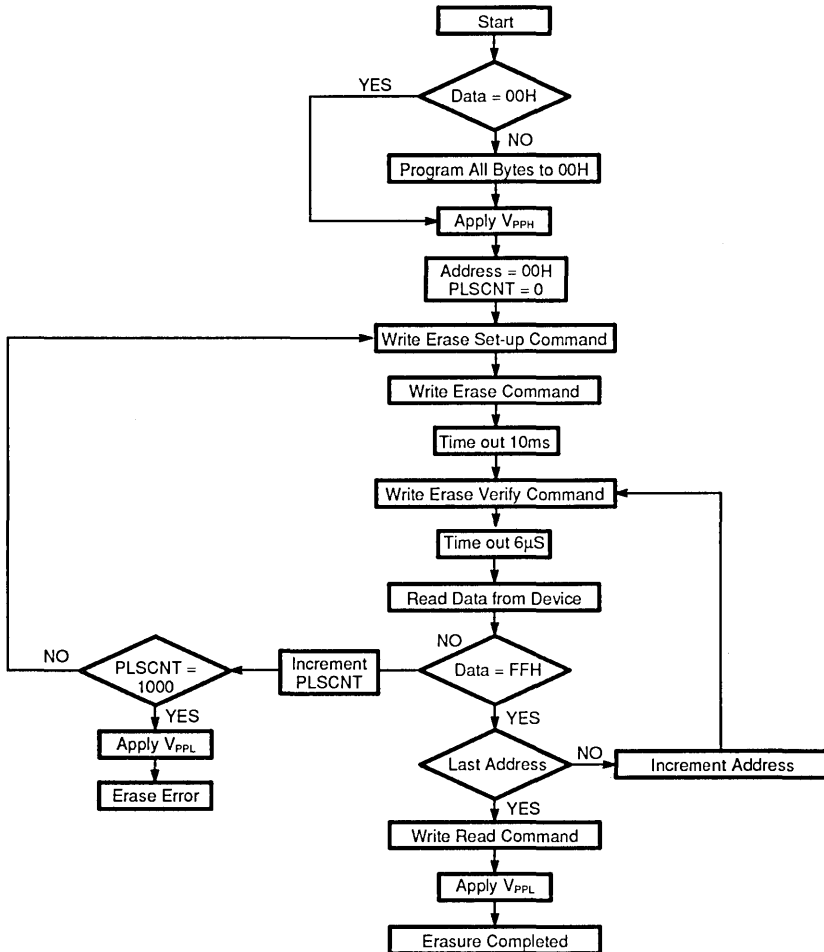 Start
YES
Data = 00H
NO
Program All Bytes to 00H
Apply VPPH
Address = 00H
PLSCNT = 0
Write Erase Set-up Command
Write Erase Command
Time out 10ms
Write Erase Verify Command
Time out 6µS
Read Data from Device
NO
PLSCNT =
1000
Increment
PLSCNT
NO
Data = FFH
YES
YES
Apply VPPL
Last Address
NO
Increment Address
Erase Error
YES
Write Read Command
Apply VPPL
Erasure Completed